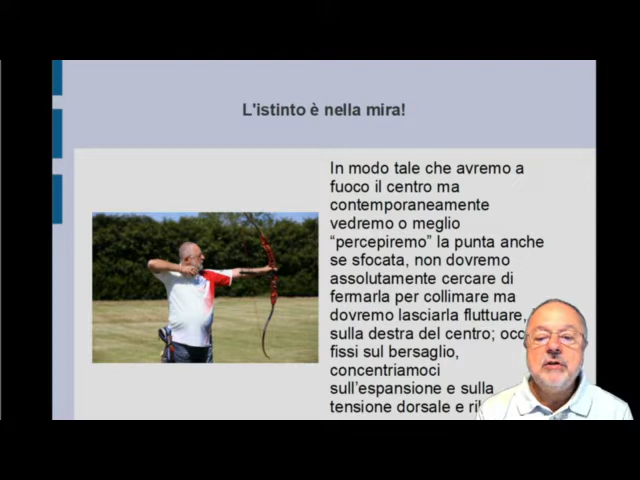 L'istinto è nella mira!
In modo tale che avremo a
fuoco il centro ma
contemporaneamente
vedremo o meglio
“percepiremo” la punta anche
se sfocata, non dovremo
assolutamente cercare di
fermarla per collimare ma
dovremo lasciarla fluttuare,
sulla destra del centro;
fissi sul bersaglio,
concentriamoci
sull'espansione e sulla
tensione dorsale e